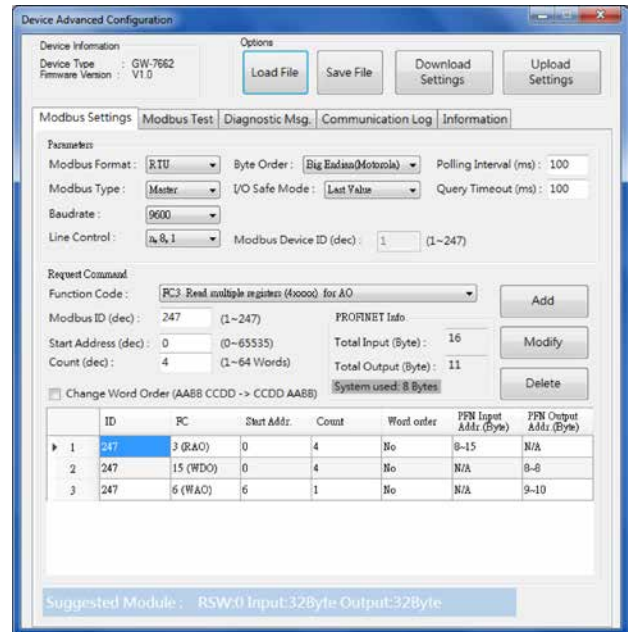 Device Advanced Configuration
Device Information
Device Type : GW-7662
Firmware Version : V1.0
Options
Load File
Save File
Download Settings
Upload Settings
Modbus Settings Modbus Test Diagnostic Msg. Communication Log Information
Parameters
Modbus Format : RTU Byte Order : Big Endian(Motorola) Polling Interval (ms) : 100
Modbus Type : Master I/O Safe Mode : Last Value Query Timeout (ms) : 100
Baudrate : 9600
Line Control : n, 8, 1 Modbus Device ID (dec) : 1 (1~247)
Request Command
Function Code : FC3 Read multiple registers (4xxxx) for AO
Add
Modbus ID (dec) : 247 (1~247) PROFINET Info
Start Address (dec) : 0 (0~65535) Total Input (Byte) : 16 Modify
Count (dec) : 4 (1~64 Words) Total Output (Byte) : 11
Change Word Order (AABB CCDD -> CCDD AABB) System used: 8 Bytes Delete
ID FC Start Addr. Count Word order PFN Input Addr (Byte) PFN Output Addr (Byte)
1 247 3 (RAO) 0 4 No 8~15 N/A
2 247 15 (WDO) 0 4 No N/A 8~8
3 247 6 (WAO) 6 1 No N/A 9~10
Suggested Module : RSW:0 Input:32Byte Output:32Byte